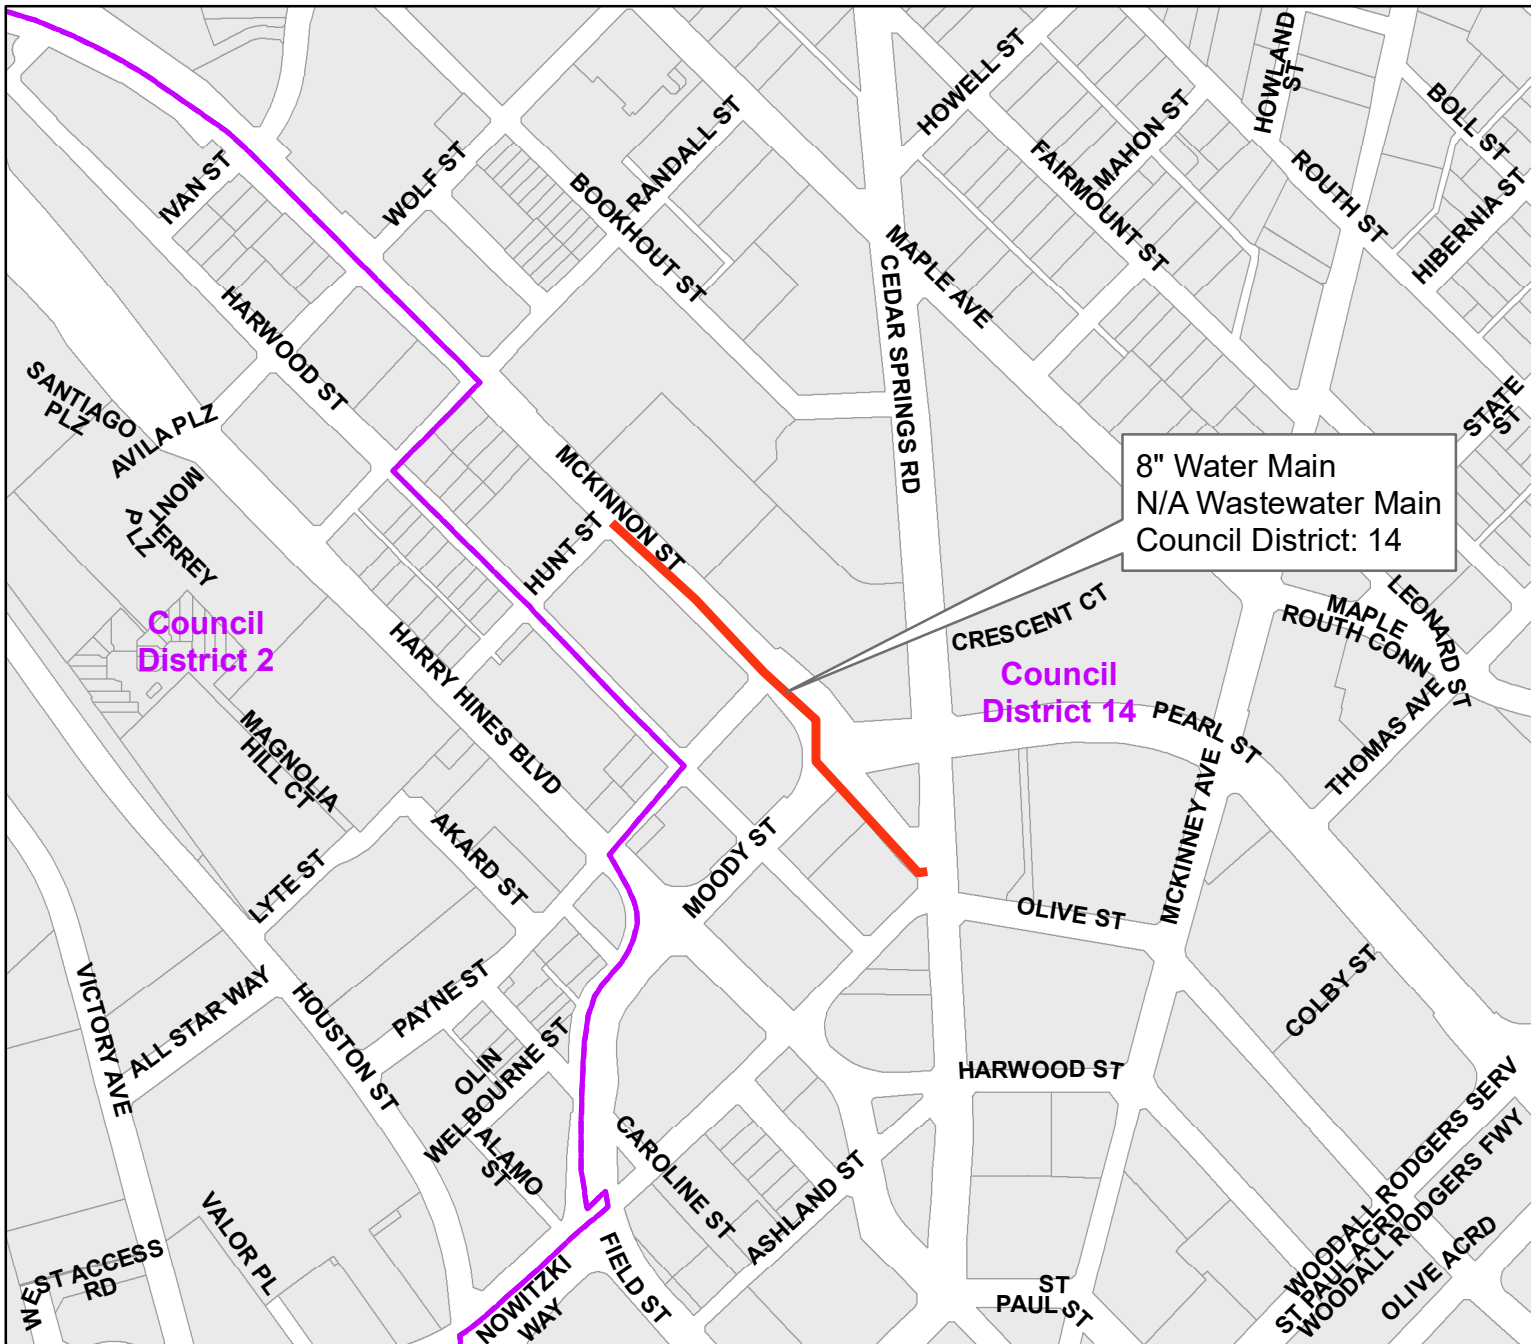 HOWLAND
ST
HOWELL ST
BOLL ST
RANDALL ST
MAHON ST
IVAN ST
WOLF ST
FAIRMOUNT ST
ROUTH ST
HIBERNIA ST
BOOKHOUT ST
MAPLE AVE
CEDAR SPRINGS RD
HARWOOD ST
SANTIAGO
PLZ
AVILA PLZ
STATE
ST
MONT
TERREY
PLZ
MCKINNON ST
HUNT ST
8" Water Main
N/A Wastewater Main
Council District: 14
CRESCENT CT
LEONARD ST
MAPLE
ROUTH CONN
Council
District 2
HARRY HINES BLVD
Council
District 14
PEARL ST
THOMAS AVE
MAGNOLIA
HILL CT
MCKINNEY AVE
AKARD ST
LYTE ST
MOODY ST
OLIVE ST
VICTORY AVE
ALL STAR WAY
HOUSTON ST
PAYNE ST
COLBY ST
OLIN
WELBOURNE ST
ALAMO
ST
HARWOOD ST
CAROLINE ST
ASHLAND ST
WOODALL RODGERS SERV
ST PAUL ACRD
WOODALL RODGERS FWY
OLIVE ACRD
VALOR PL
WEST ACCESS
RD
NOWITZKI
WAY
FIELD ST
ST
PAUL ST